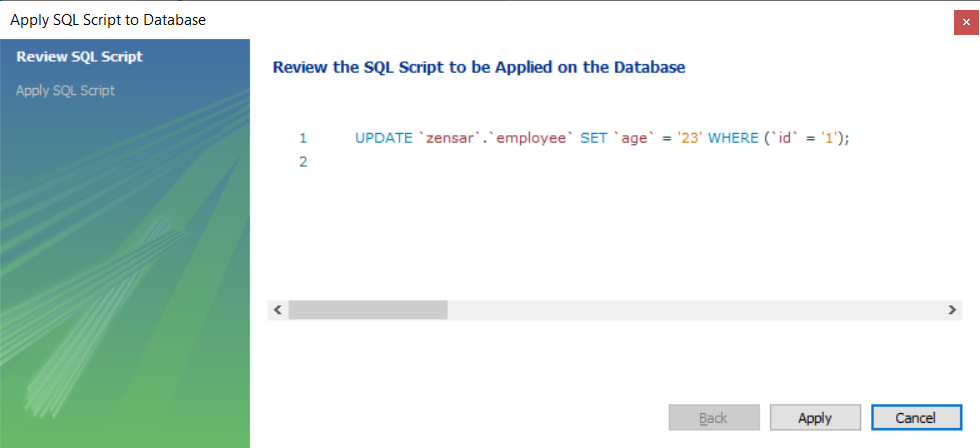 Apply SQL Script to Database
Review SQL Script
Apply SQL Script
Review the SQL Script to be Applied on the Database
1 UPDATE `zensar`.`employee` SET `age` = '23' WHERE (`id` = '1');
2
Back Apply Cancel